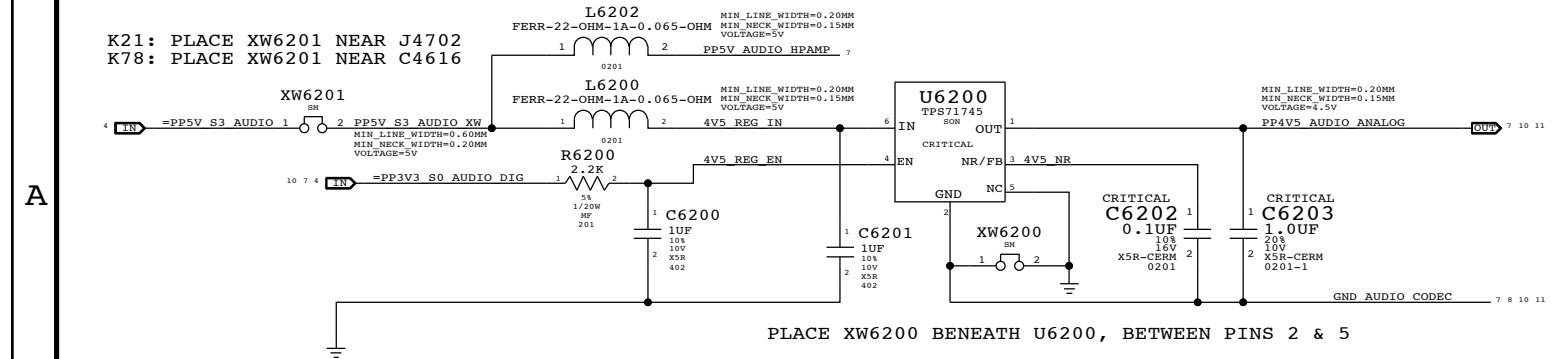 K21: PLACE XW6201 NEAR J4702
K78: PLACE XW6201 NEAR C4616
L6202
FERR-22-OHM-1A-0.065-OHM
1 2
0201
MIN_LINE_WIDTH=0.20MM
MIN_NECK_WIDTH=0.15MM
VOLTAGE=5V
PP5V_AUDIO_HPAMP 7
L6200
FERR-22-OHM-1A-0.065-OHM
1 2
0201
MIN_LINE_WIDTH=0.20MM
MIN_NECK_WIDTH=0.15MM
VOLTAGE=5V
XW6201
SM
4 IN =PP5V_S3_AUDIO 1 2 PP5V_S3_AUDIO_XW
MIN_LINE_WIDTH=0.60MM
MIN_NECK_WIDTH=0.20MM
VOLTAGE=5V
4V5_REG_IN
U6200
TPS71745
SON
CRITICAL
6 IN
OUT 1
4 EN
NR/FB 3
NC 5
GND
2
4V5_NR
MIN_LINE_WIDTH=0.20MM
MIN_NECK_WIDTH=0.15MM
VOLTAGE=4.5V
PP4V5_AUDIO_ANALOG
OUT 7 10 11
10 7 4 IN =PP3V3_S0_AUDIO_DIG
R6200
2.2K
1 2
5%
1/20W
MF
201
4V5_REG_EN
A
1
C6200
1UF
10%
10V
X5R
402
2
1
C6201
1UF
10%
10V
X5R
402
2
XW6200
SM
1 2
CRITICAL
C6202
1
0.1UF
10%
16V
X5R-CERM
0201
2
CRITICAL
1
C6203
1.0UF
20%
10V
X5R-CERM
0201-1
2
GND_AUDIO_CODEC 7 8 10 11
PLACE XW6200 BENEATH U6200, BETWEEN PINS 2 & 5